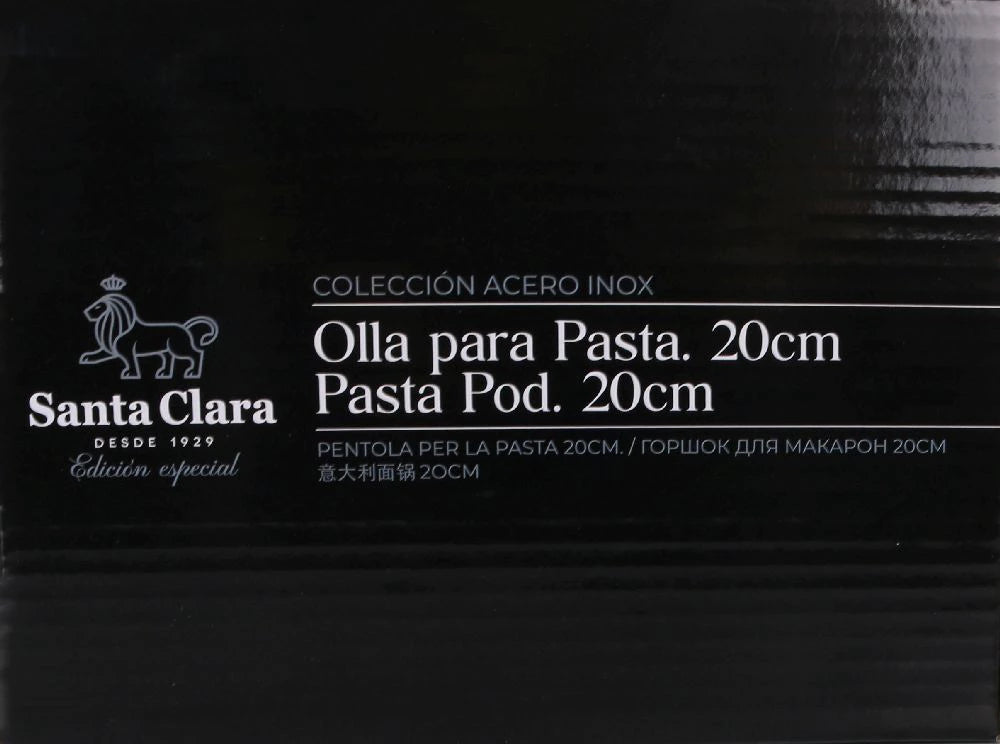 COLECCIÓN ACERO INOX
Olla para Pasta. 20cm
Pasta Pod. 20cm
PENTOLA PER LA PASTA 20CM. / ГОРШОК ДЛЯ МАКАРОН 20CM
意大利面锅 20CM
Santa Clara
DESDE 1929
Edición especial